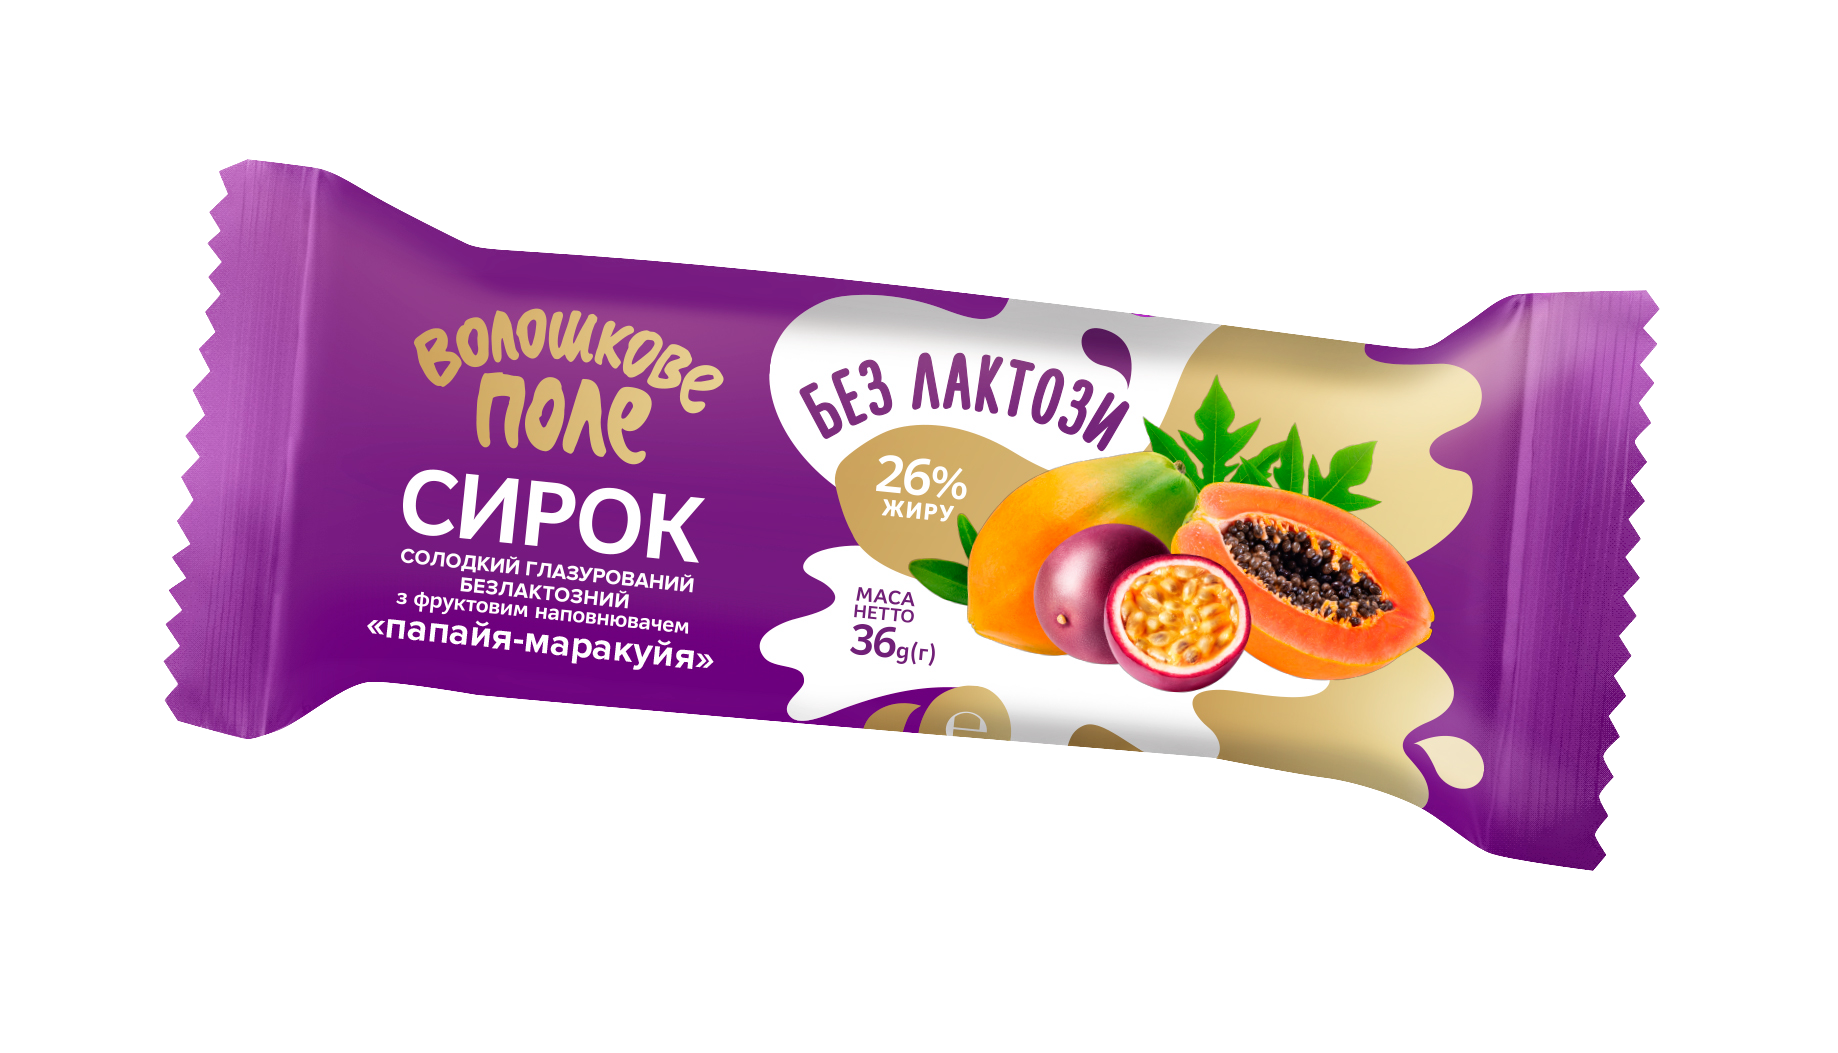 Волошкове
поле
СИРОК
СОЛОДКИЙ ГЛАЗУРОВАНИЙ
БЕЗЛАКТОЗНИЙ
з фруктовим наповнювачем
«папайя-маракуйя»
БЕЗ ЛАКТОЗИ
26%
ЖИРУ
МАСА
НЕТТО
36g(г)
e